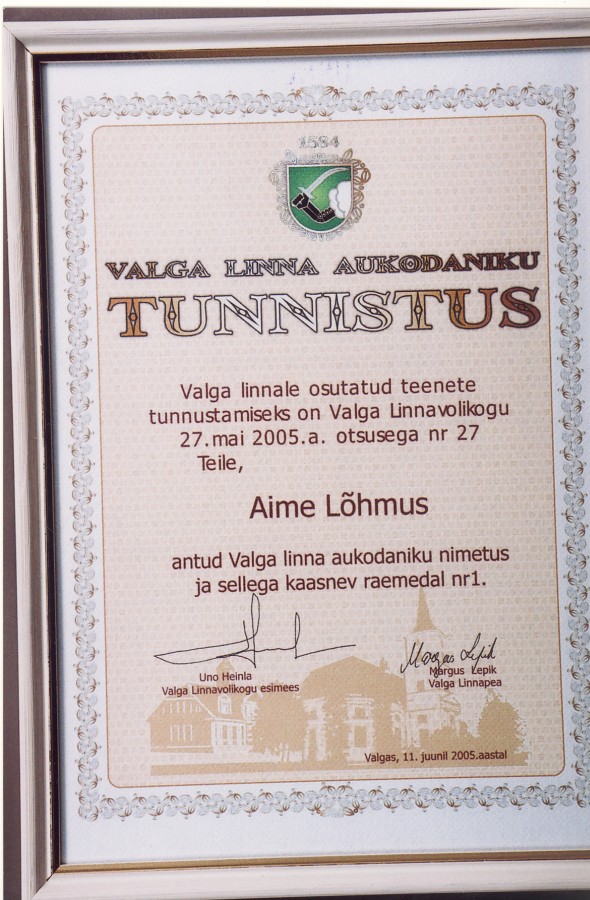 1584
VALGA LINNA AUKODANIKU
TUNNISTUS
Valga linnale osutatud teenete
tunnustamiseks on Valga Linnavolikogu
27.mai 2005.a. otsusega nr 27
Teile,
Aime Lõhmus
antud Valga linna aukodaniku nimetus
ja sellega kaasnev raemedal nr1.
Margus Lepik
Uno Heinla
Valga Linnavolikogu esimees
Margus Lepik
Valga Linnapea
Valgas, 11. juunil 2005.aastal